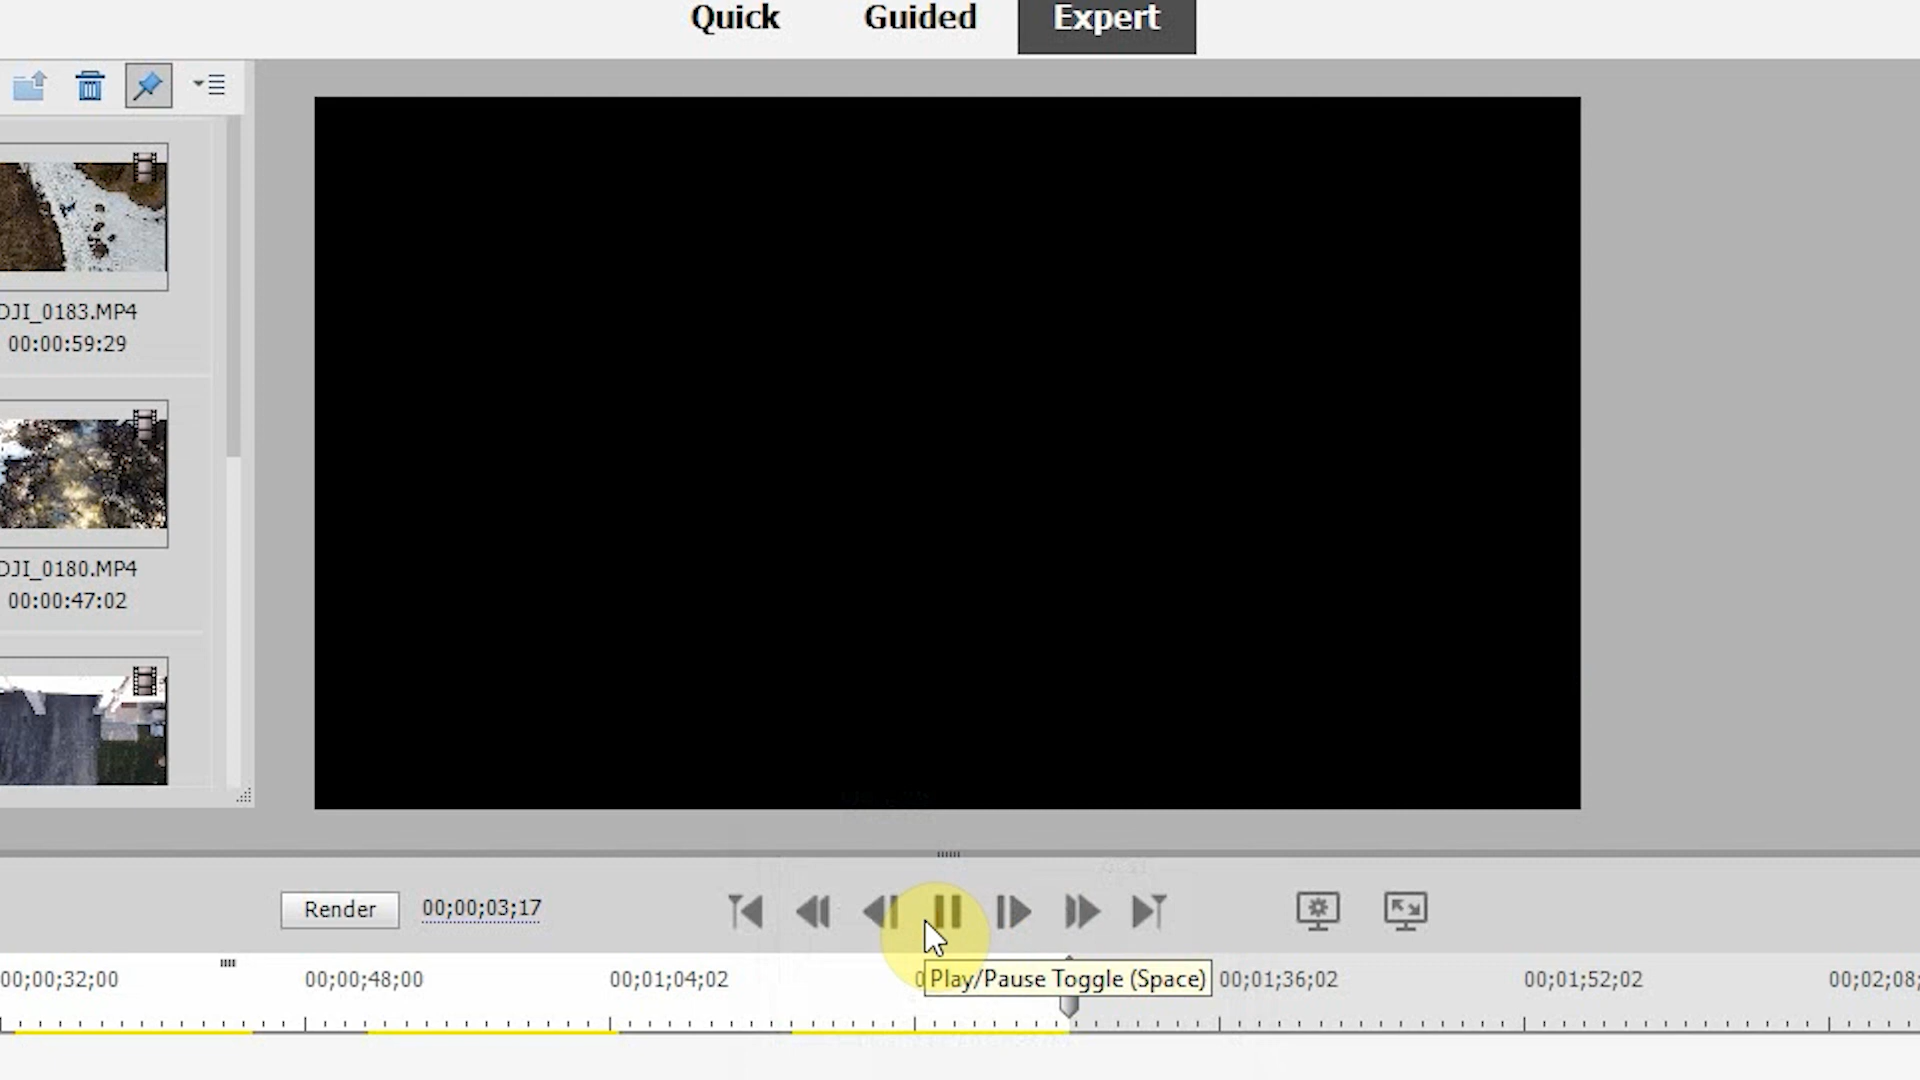 Quick Guided Expert
DJI_0183.MP4
00:00:59:29
DJI_0180.MP4
00:00:47:02
Render 00;00;03;17
00;00;32;00 00;00;48;00 00;01;04;02 Play/Pause Toggle (Space) 00;01;36;02 00;01;52;02 00;02;08;